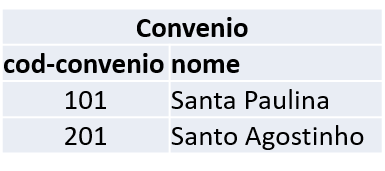 Convenio
cod-convenio nome
101 Santa Paulina
201 Santo Agostinho